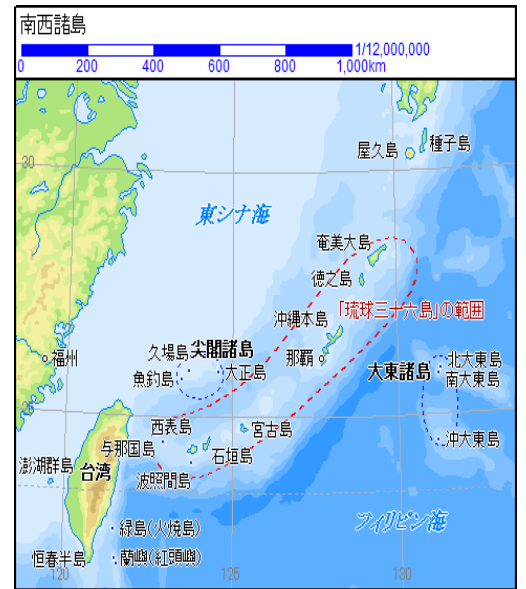 南西諸島
1/12,000,000
0 200 400 600 800 1,000km
種子島
屋久島
30
東シナ海
奄美大島
徳之島
「琉球三十六島」の範囲
沖縄本島
久場島
尖閣諸島
福州
那覇
北大東島
魚釣島
大正島
大東諸島
南大東島
西表島
宮古島
沖大東島
与那国島
石垣島
澎湖群島
台湾
波照間島
フィリピン海
緑島(火焼島)
恒春半島
蘭嶼(紅頭嶼)
120
125
130